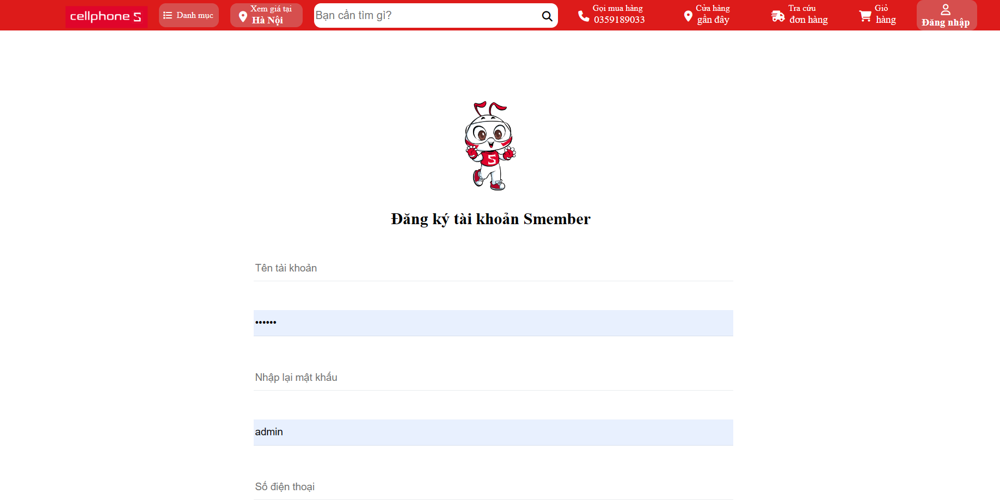 cellphone S
Danh mục
Xem giá tại
Hà Nội
Bạn cần tìm gì?
Gọi mua hàng
0359189033
Cửa hàng
gần đây
Tra cứu
đơn hàng
Giỏ
hàng
Đăng nhập
S
Đăng ký tài khoản Smember
Tên tài khoản
••••••
Nhập lại mật khẩu
admin
Số điện thoại